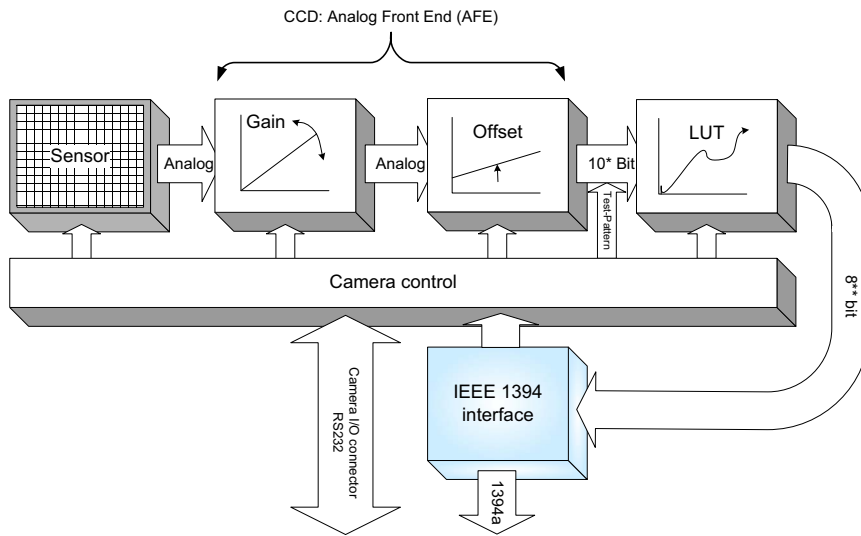 CCD: Analog Front End (AFE)
Sensor
Analog
Gain
Analog
Offset
10* Bit
LUT
Test-Pattern
Camera control
8** bit
Camera I/O connector
RS232
IEEE 1394
interface
1394a